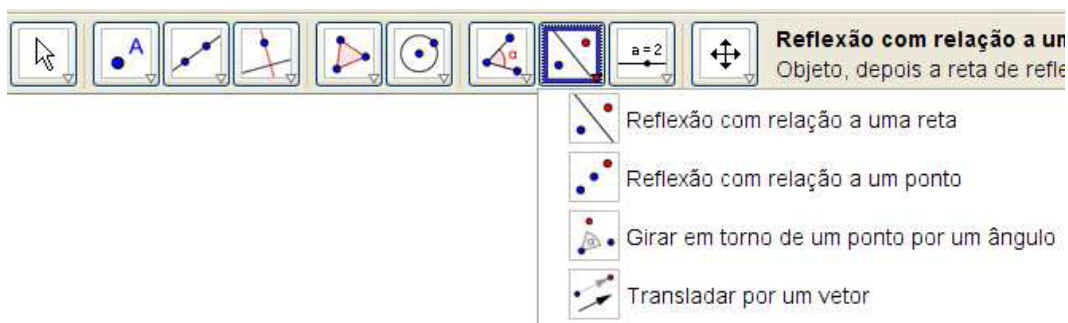 A
α
a = 2
Reflexão com relação a um
Objeto, depois a reta de refle
Reflexão com relação a uma reta
Reflexão com relação a um ponto
α
Girar em torno de um ponto por um ângulo
Transladar por um vetor